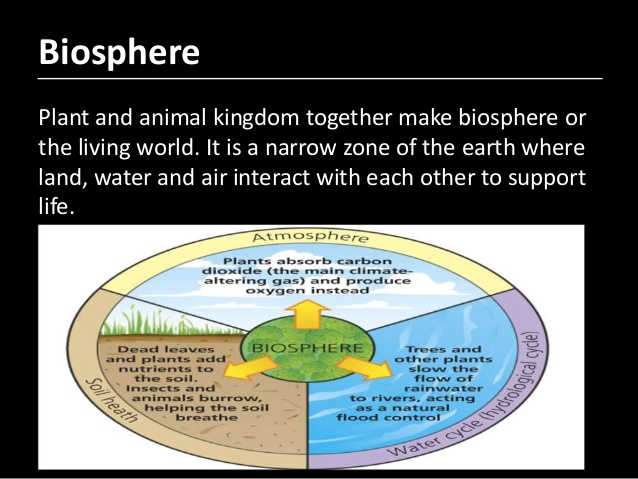 Biosphere
Plant and animal kingdom together make biosphere or
the living world. It is a narrow zone of the earth where
land, water and air interact with each other to support
life.
Atmosphere
Plants absorb carbon
dioxide (the main climate-
altering gas) and produce
oxygen instead
BIOSPHERE
Dead leaves
and plants add
nutrients to
the soil.
Insects and
animals burrow,
helping the soil
breathe
Trees and
other plants
slow the
flow of
rainwater
to rivers, acting
as a natural
flood control
Soil heath
Water cycle (hydrological cycle)